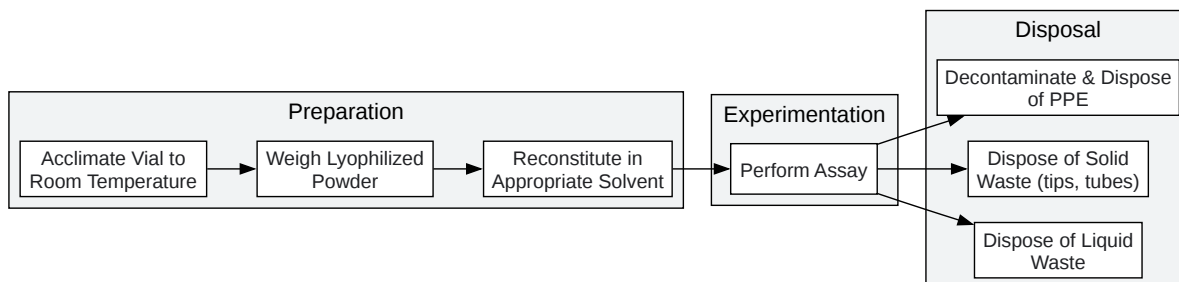 Preparation
Acclimate Vial to
Room Temperature
Weigh Lyophilized
Powder
Reconstitute in
Appropriate Solvent
Experimentation
Perform Assay
Disposal
Decontaminate & Dispose
of PPE
Dispose of Solid
Waste (tips, tubes)
Dispose of Liquid
Waste